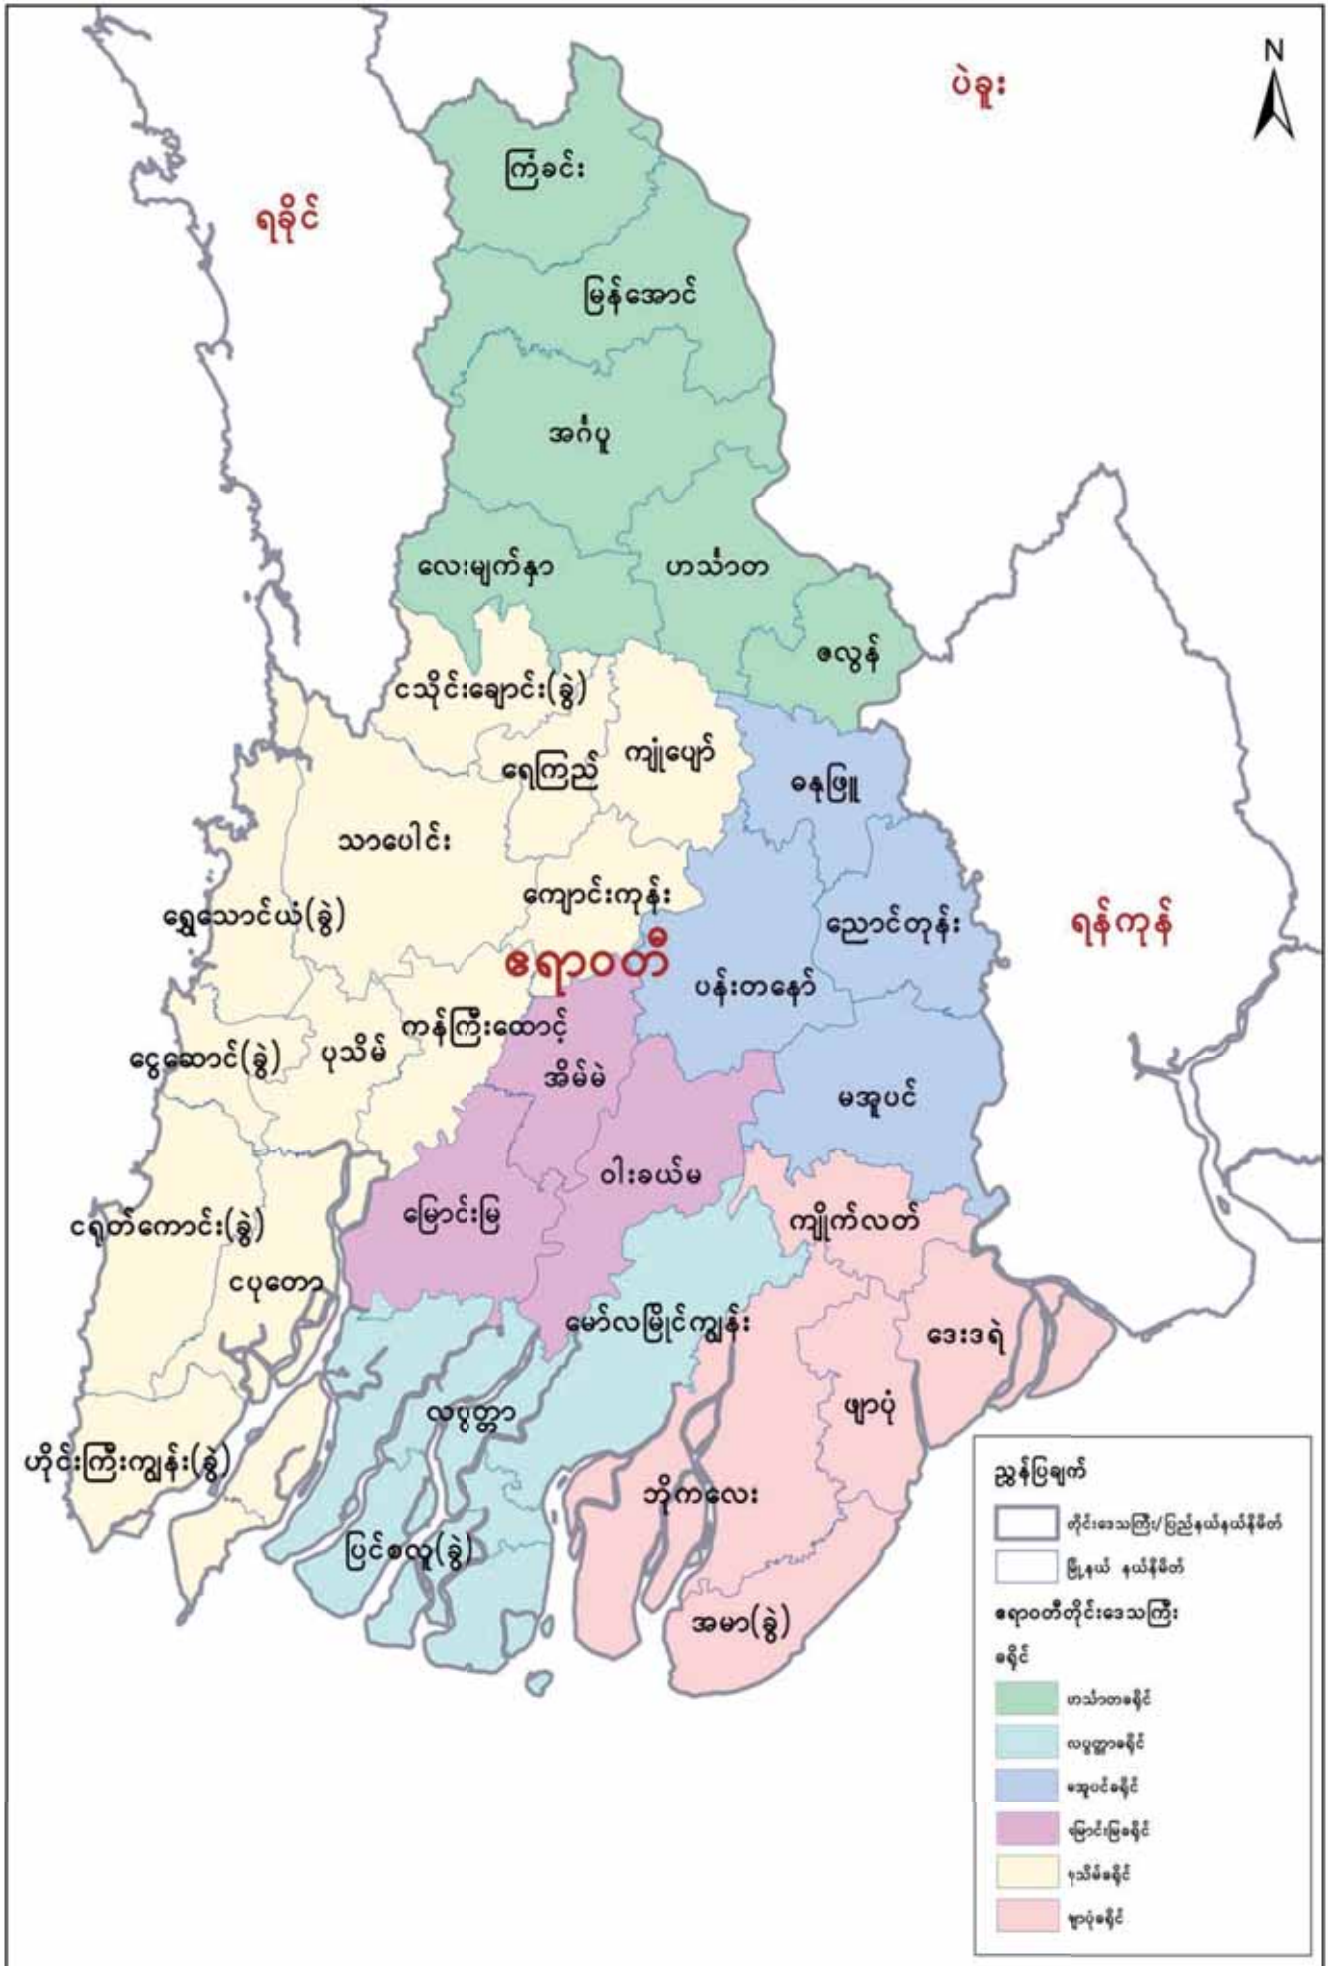 N
ပဲခူး
ကြံခင်း
ရခိုင်
မြန်အောင်
အင်္ဂပူ
လေးမျက်နှာ
ဟင်္သာတ
ဇလွန်
ငသိုင်းချောင်း(ခွဲ)
ကျုံပျော်
ရေကြည်
ဓနုဖြူ
သာပေါင်း
ကျောင်းကုန်း
ရွှေသောင်ယံ(ခွဲ)
ညောင်တုန်း
ရန်ကုန်
ဧရာဝတီ
ပန်းတနော်
ကန်ကြီးထောင့်
ငွေဆောင်(ခွဲ)
ပုသိမ်
အိမ်မဲ
မအူပင်
ဝါးခယ်မ
မြောင်းမြ
ကျိုက်လတ်
ငရုတ်ကောင်း(ခွဲ)
ငပုတော
မော်လမြိုင်ကျွန်း
ဒေးဒရဲ
လပွတ္တာ
ဖျာပုံ
ဟိုင်းကြီးကျွန်း(ခွဲ)
ဘိုကလေး
ပြင်စလူ(ခွဲ)
အမာ(ခွဲ)
ညွှန်ပြချက်
တိုင်းဒေသကြီး/ပြည်နယ်နယ်နိမိတ်
မြို့နယ် နယ်နိမိတ်
ဧရာဝတီတိုင်းဒေသကြီး
ခရိုင်
ဟင်္သာတခရိုင်
လပွတ္တာခရိုင်
မအူပင်ခရိုင်
မြောင်းမြခရိုင်
ပုသိမ်ခရိုင်
ဖျာပုံခရိုင်